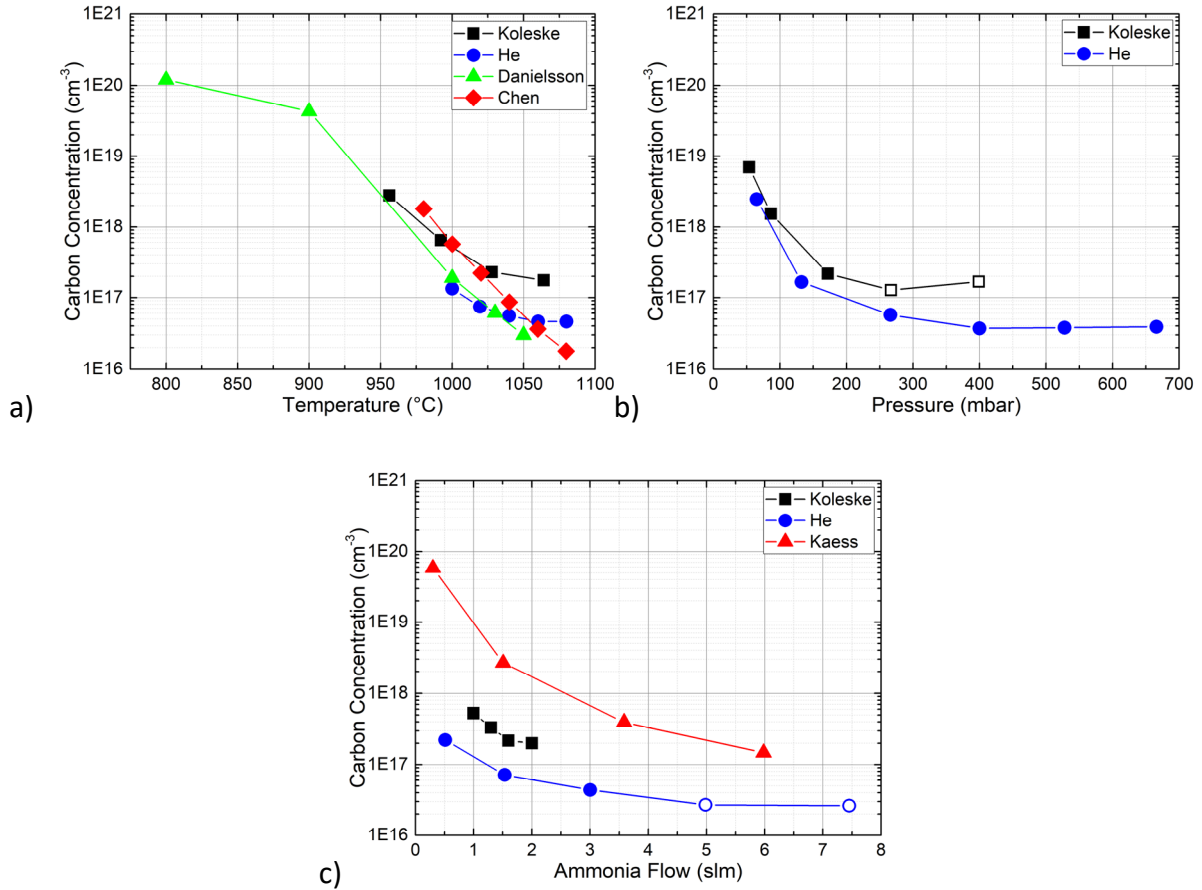 1E21
1E20
1E19
1E18
1E17
1E16
Carbon Concentration (cm-3)
Koleske
He
Danielsson
Chen
800 850 900 950 1000 1050 1100
Temperature (°C)
a)
1E21
1E20
1E19
1E18
1E17
1E16
Carbon Concentration (cm-3)
Koleske
He
0 100 200 300 400 500 600 700
Pressure (mbar)
b)
1E21
1E20
1E19
1E18
1E17
1E16
Carbon Concentration (cm-3)
Koleske
He
Kaess
0 1 2 3 4 5 6 7 8
Ammonia Flow (slm)
c)